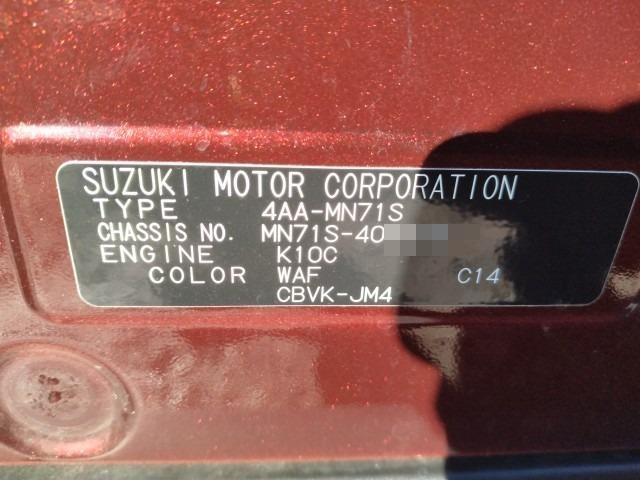 SUZUKI MOTOR CORPORATION
TYPE 4AA-MN71S
CHASSIS NO. MN71S-40
ENGINE K10C
COLOR WAF C14
CBVK-JM4